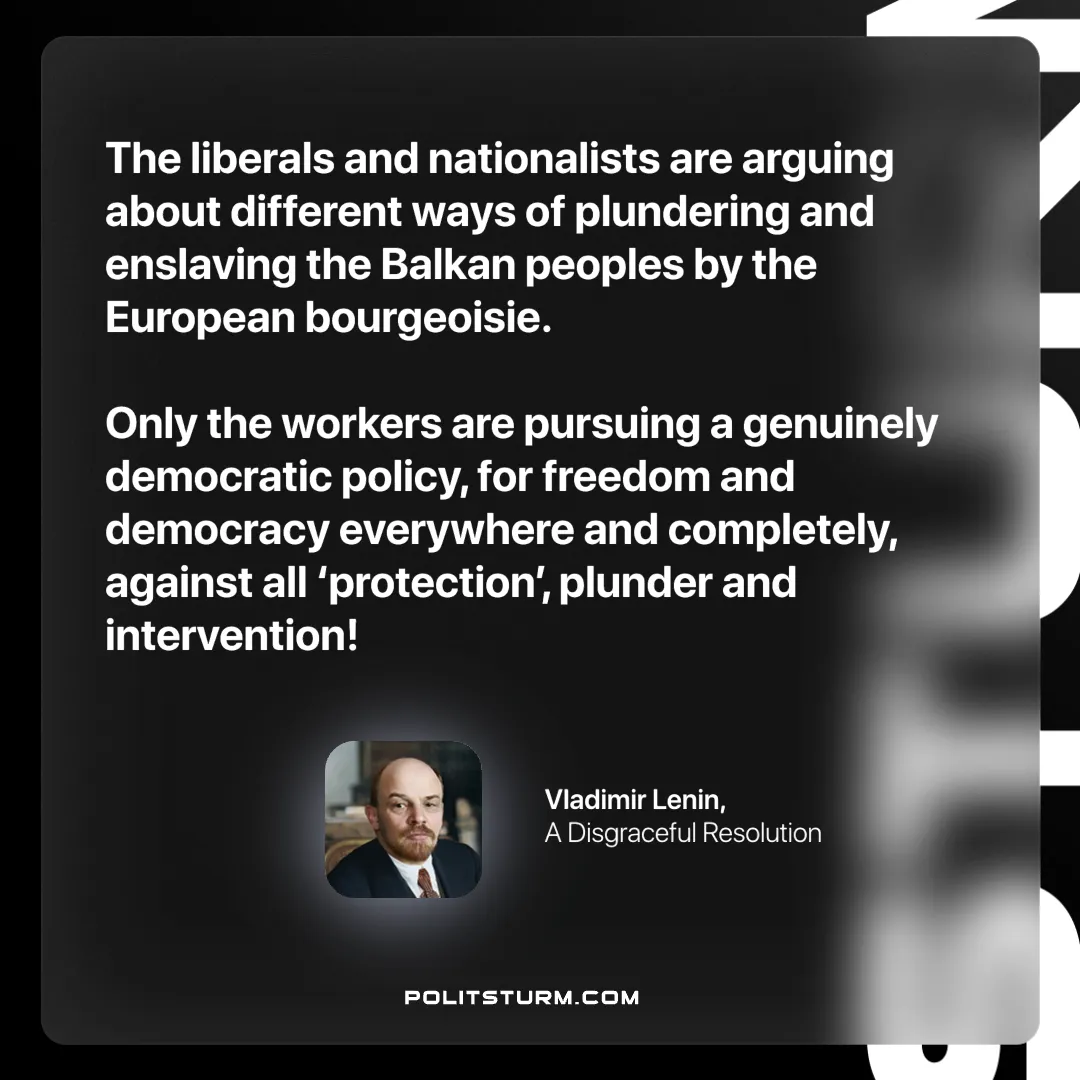 The liberals and nationalists are arguing
about different ways of plundering and
enslaving the Balkan peoples by the
European bourgeoisie.
Only the workers are pursuing a genuinely
democratic policy, for freedom and
democracy everywhere and completely,
against all ‘protection’, plunder and
intervention!
Vladimir Lenin,
A Disgraceful Resolution
POLITSTURM.COM